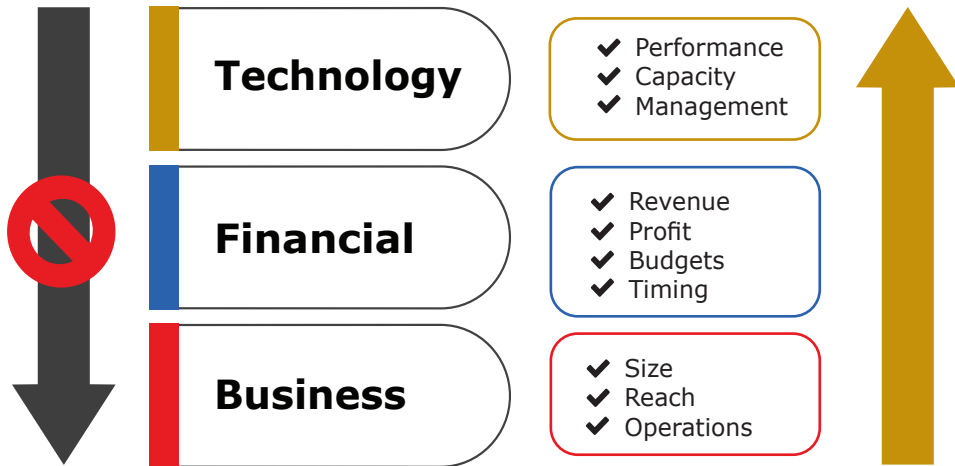 Technology
Performance
Capacity
Management
Financial
Revenue
Profit
Budgets
Timing
Business
Size
Reach
Operations